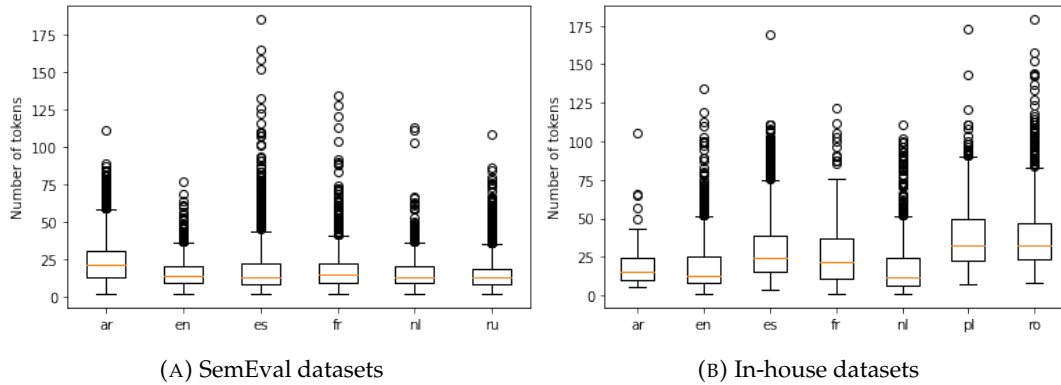 Number of tokens
175
150
125
100
75
50
25
0
ar en es fr nl ru
(A) SemEval datasets
Number of tokens
175
150
125
100
75
50
25
0
ar en es fr nl pl ro
(B) In-house datasets